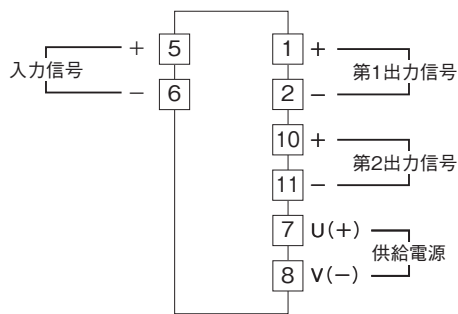 + 5
入力信号
- 6
1 +
第1出力信号
2 -
10 +
第2出力信号
11 -
7 U(+)
供給電源
8 V(-)